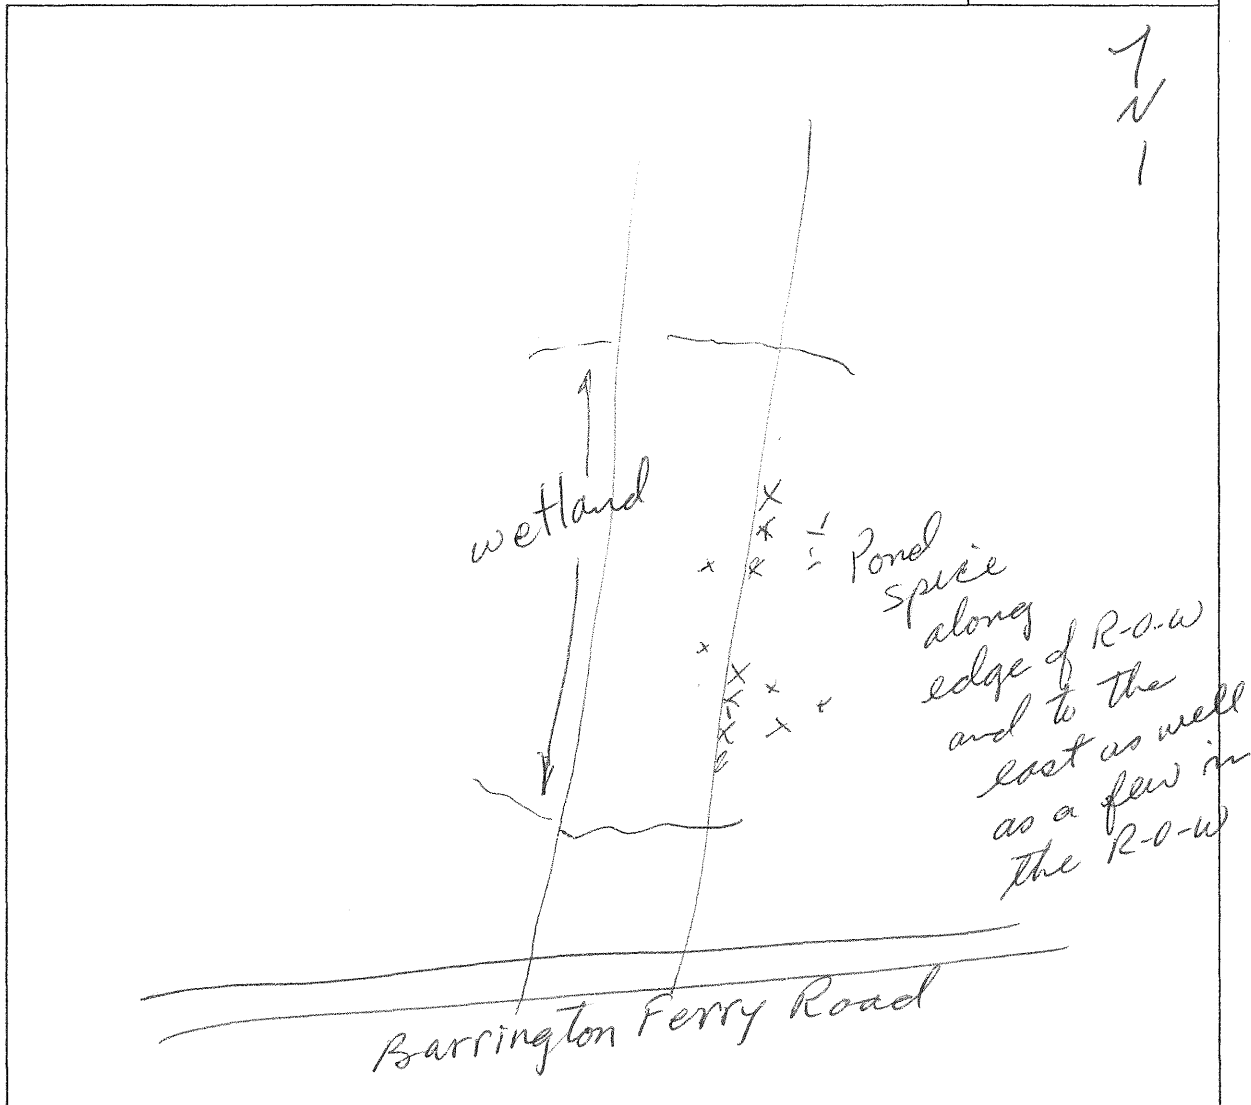 N
wetland
Pond
spice
along
edge of R-O-W
and to the
east as well
as a few in
the R-O-W
Barrington Ferry Road